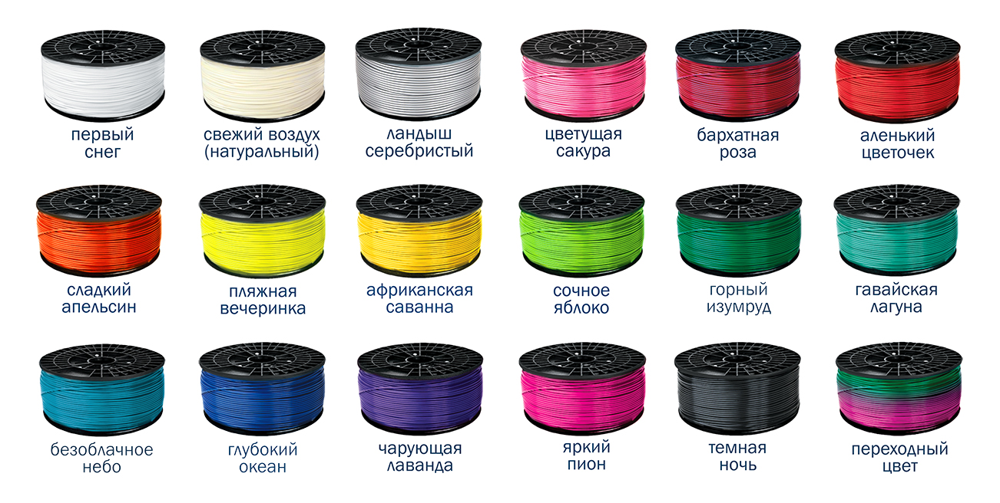 первый
снег
свежий воздух
(натуральный)
ландыш
серебристый
цветущая
сакура
бархатная
роза
аленький
цветочек
сладкий
апельсин
пляжная
вечеринка
африканская
саванна
сочное
яблоко
горный
изумруд
гавайская
лагуна
безоблачное
небо
глубокий
океан
чарующая
лаванда
яркий
пион
темная
ночь
переходный
цвет